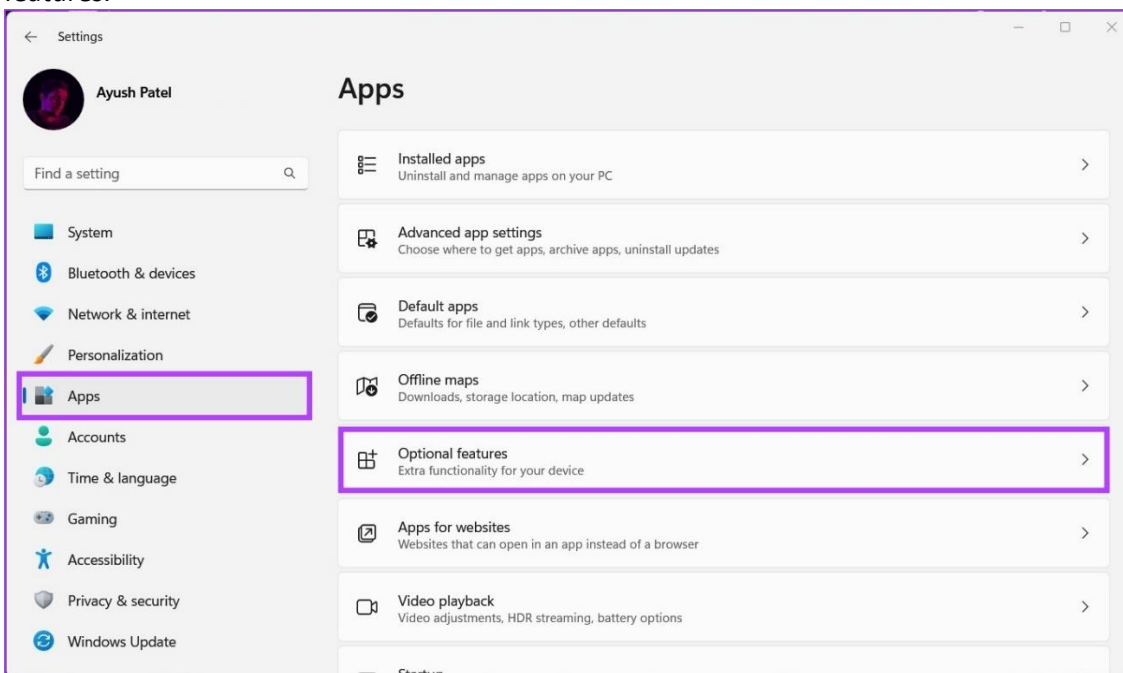 features.
Settings
Ayush Patel
Find a setting
System
Bluetooth & devices
Network & internet
Personalization
Apps
Accounts
Time & language
Gaming
Accessibility
Privacy & security
Windows Update
Apps
Installed apps
Uninstall and manage apps on your PC
Advanced app settings
Choose where to get apps, archive apps, uninstall updates
Default apps
Defaults for file and link types, other defaults
Offline maps
Downloads, storage location, map updates
Optional features
Extra functionality for your device
Apps for websites
Websites that can open in an app instead of a browser
Video playback
Video adjustments, HDR streaming, battery options
Startup